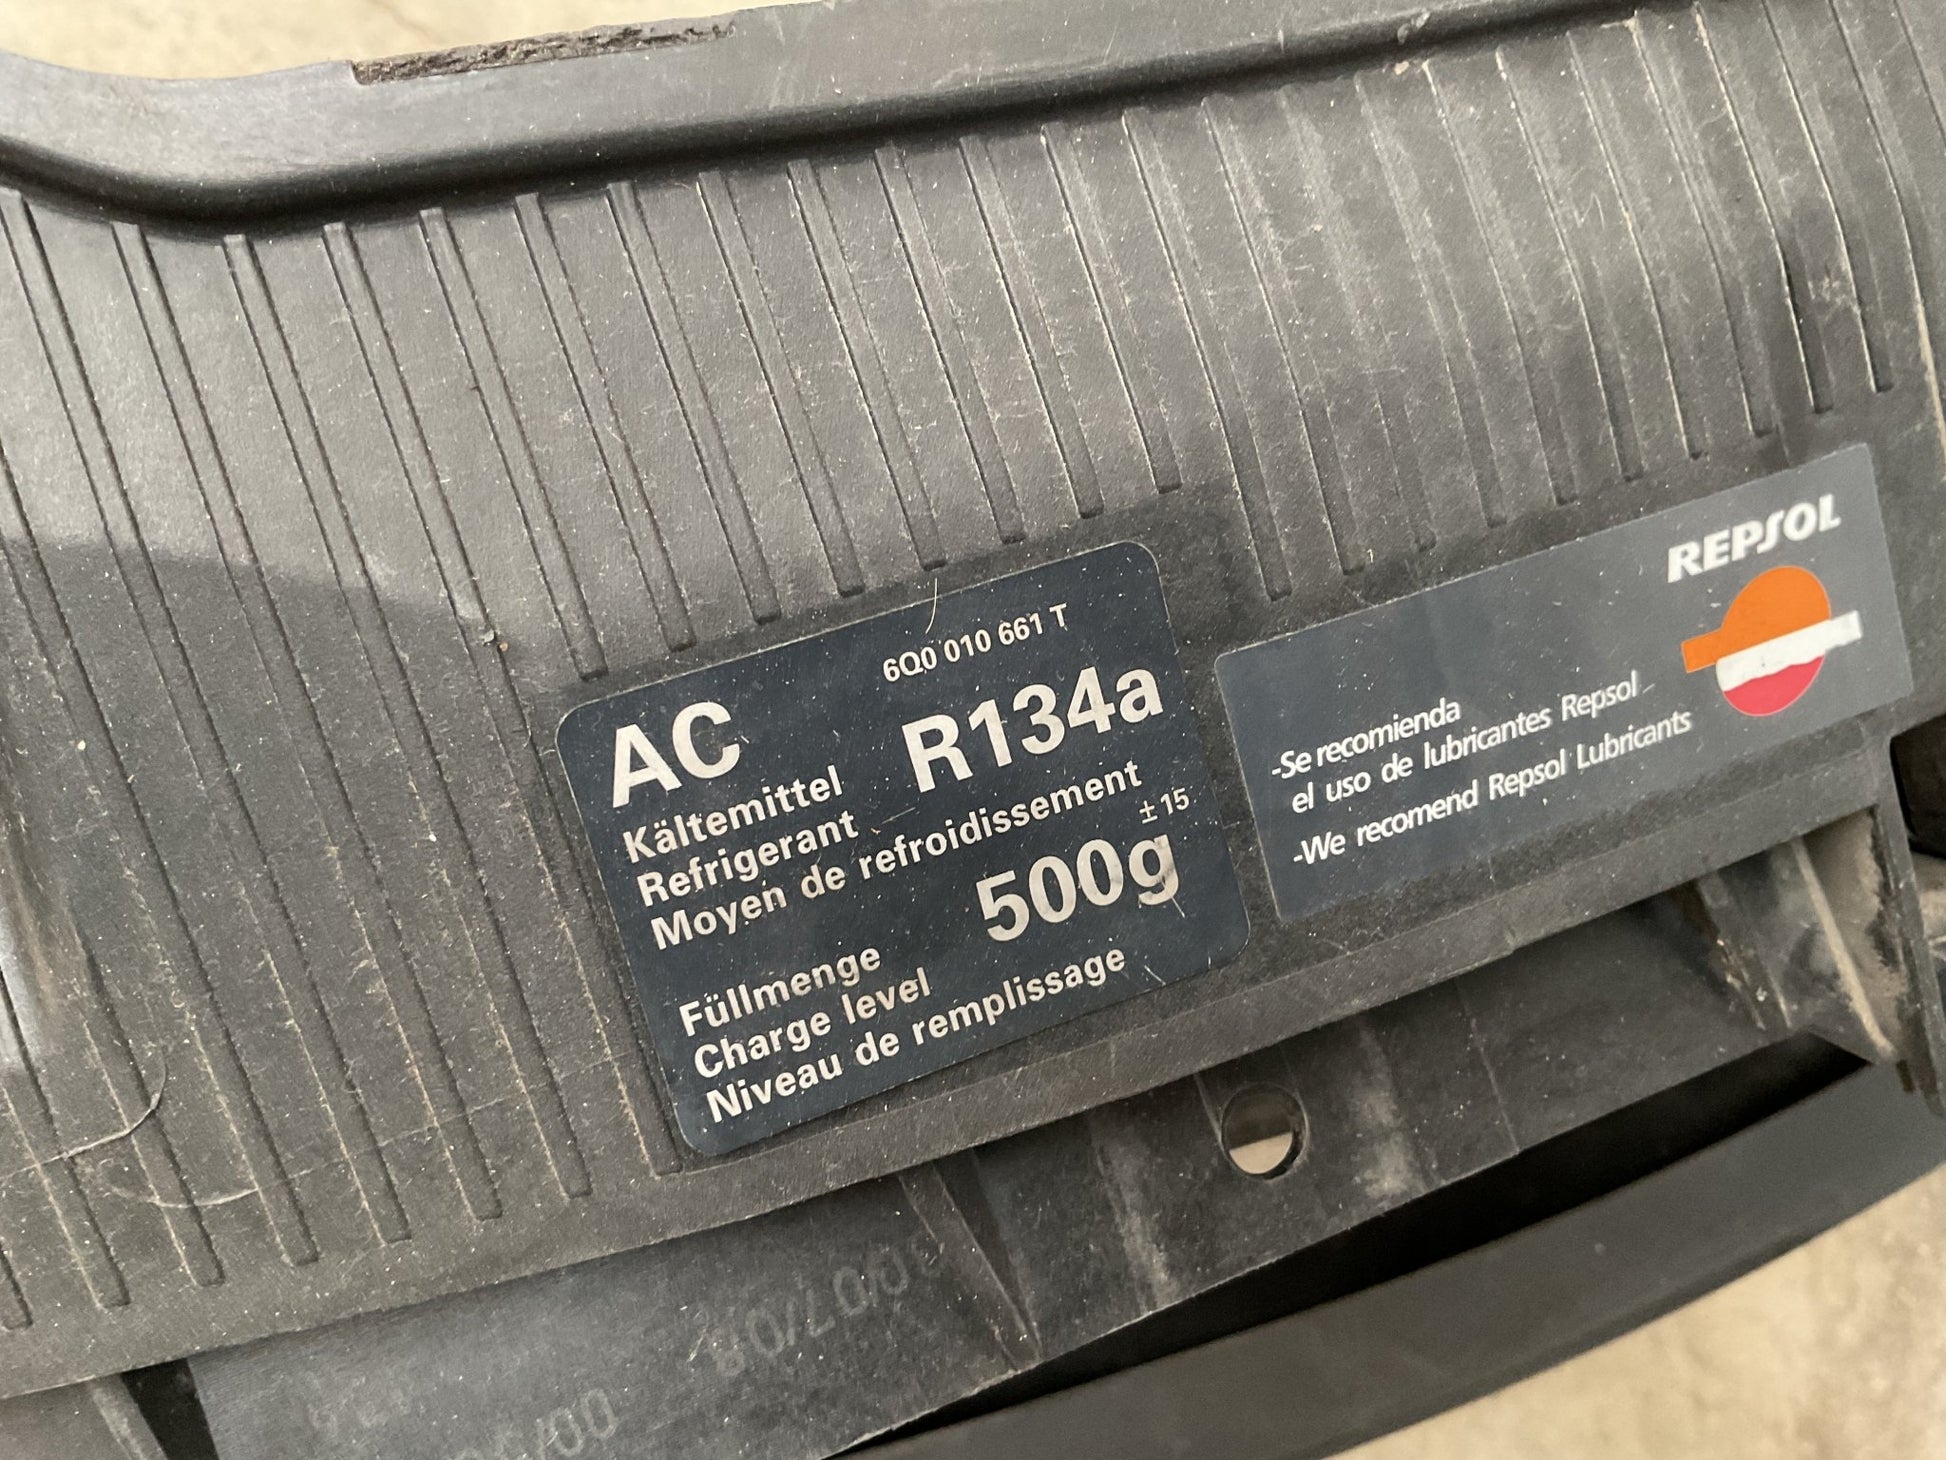 6Q0 010 661 T
AC
R134a
Kältemittel
Refrigerant
Moyen de refroidissement
± 15
500g
Füllmenge
Charge level
Niveau de remplissage
REPSOL
-Se recomienda
el uso de lubricantes Repsol
-We recomend Repsol Lubricants